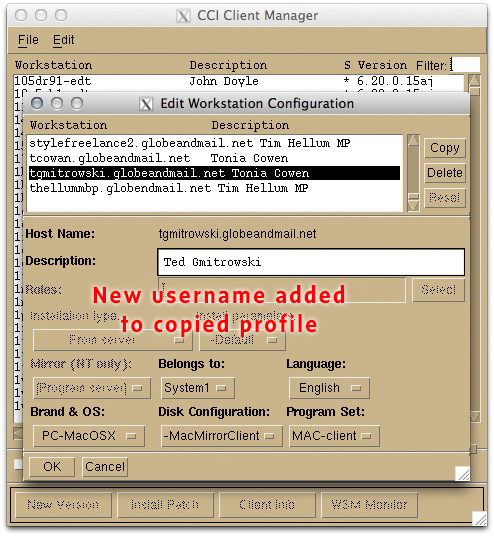 CCI Client Manager
File Edit
Workstation Description S Version Filter:
105dr91-edt John Doyle * 6.20.0.15aj
Edit Workstation Configuration
Workstation Description
stylefreelance2.globeandmail.net Tim Hellum MP
tcowan.globeandmail.net Tonia Cowen
tgmitrowski.globeandmail.net Tonia Cowen
thellummbp.globendmail.net Tim Hellum MP
Copy
Delete
Reset
Host Name: tgmitrowski.globeandmail.net
Description: Ted Gmitrowski
Roles: Select
New username added
to copied profile
Installation type: Install parameters
From server -Default-
Mirror (NT only): Belongs to: Language:
[Program server] System1 English
Brand & OS: Disk Configuration: Program Set:
PC-MacOSX -MacMirrorClient MAC-client
OK Cancel
New Version Install Patch Client Info WSM Monitor